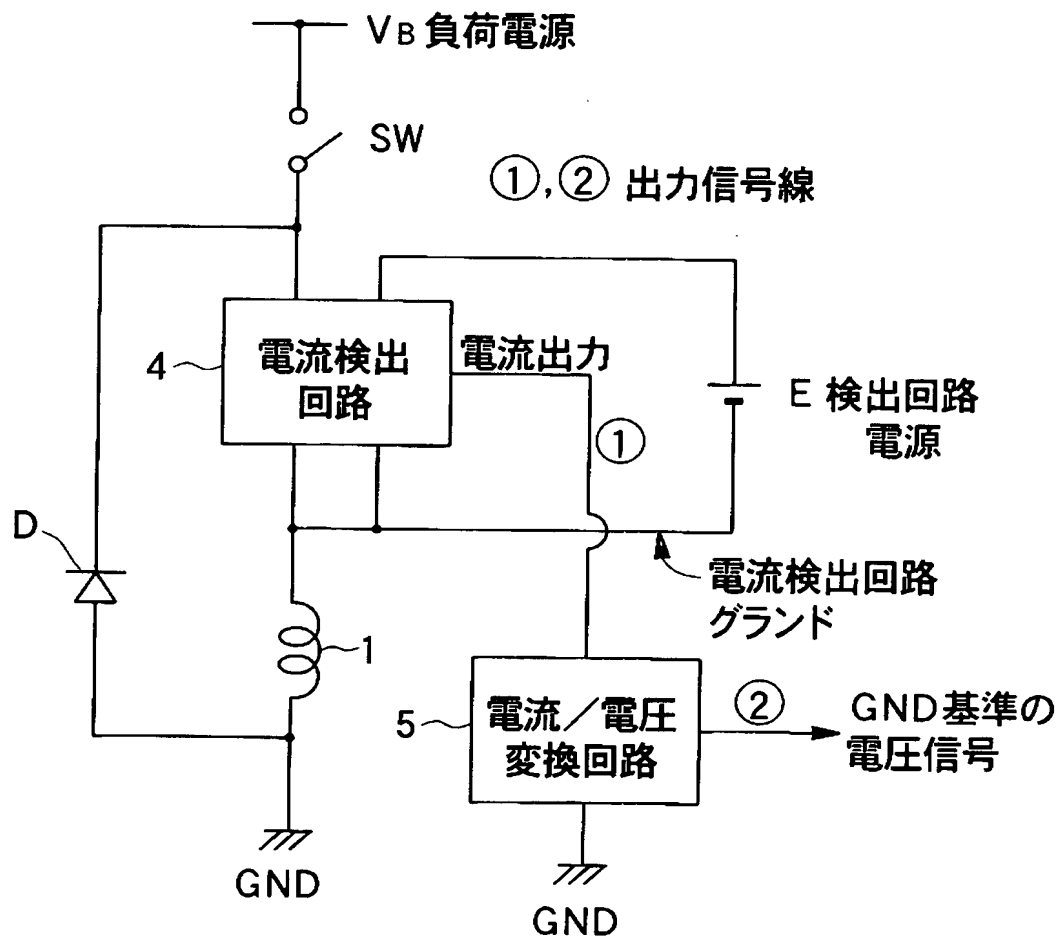 VB 負荷電源
SW
①,② 出力信号線
4
電流検出
回路
電流出力
①
E 検出回路
電源
D
電流検出回路
グランド
1
5
電流／電圧
変換回路
②
GND基準の
電圧信号
GND
GND